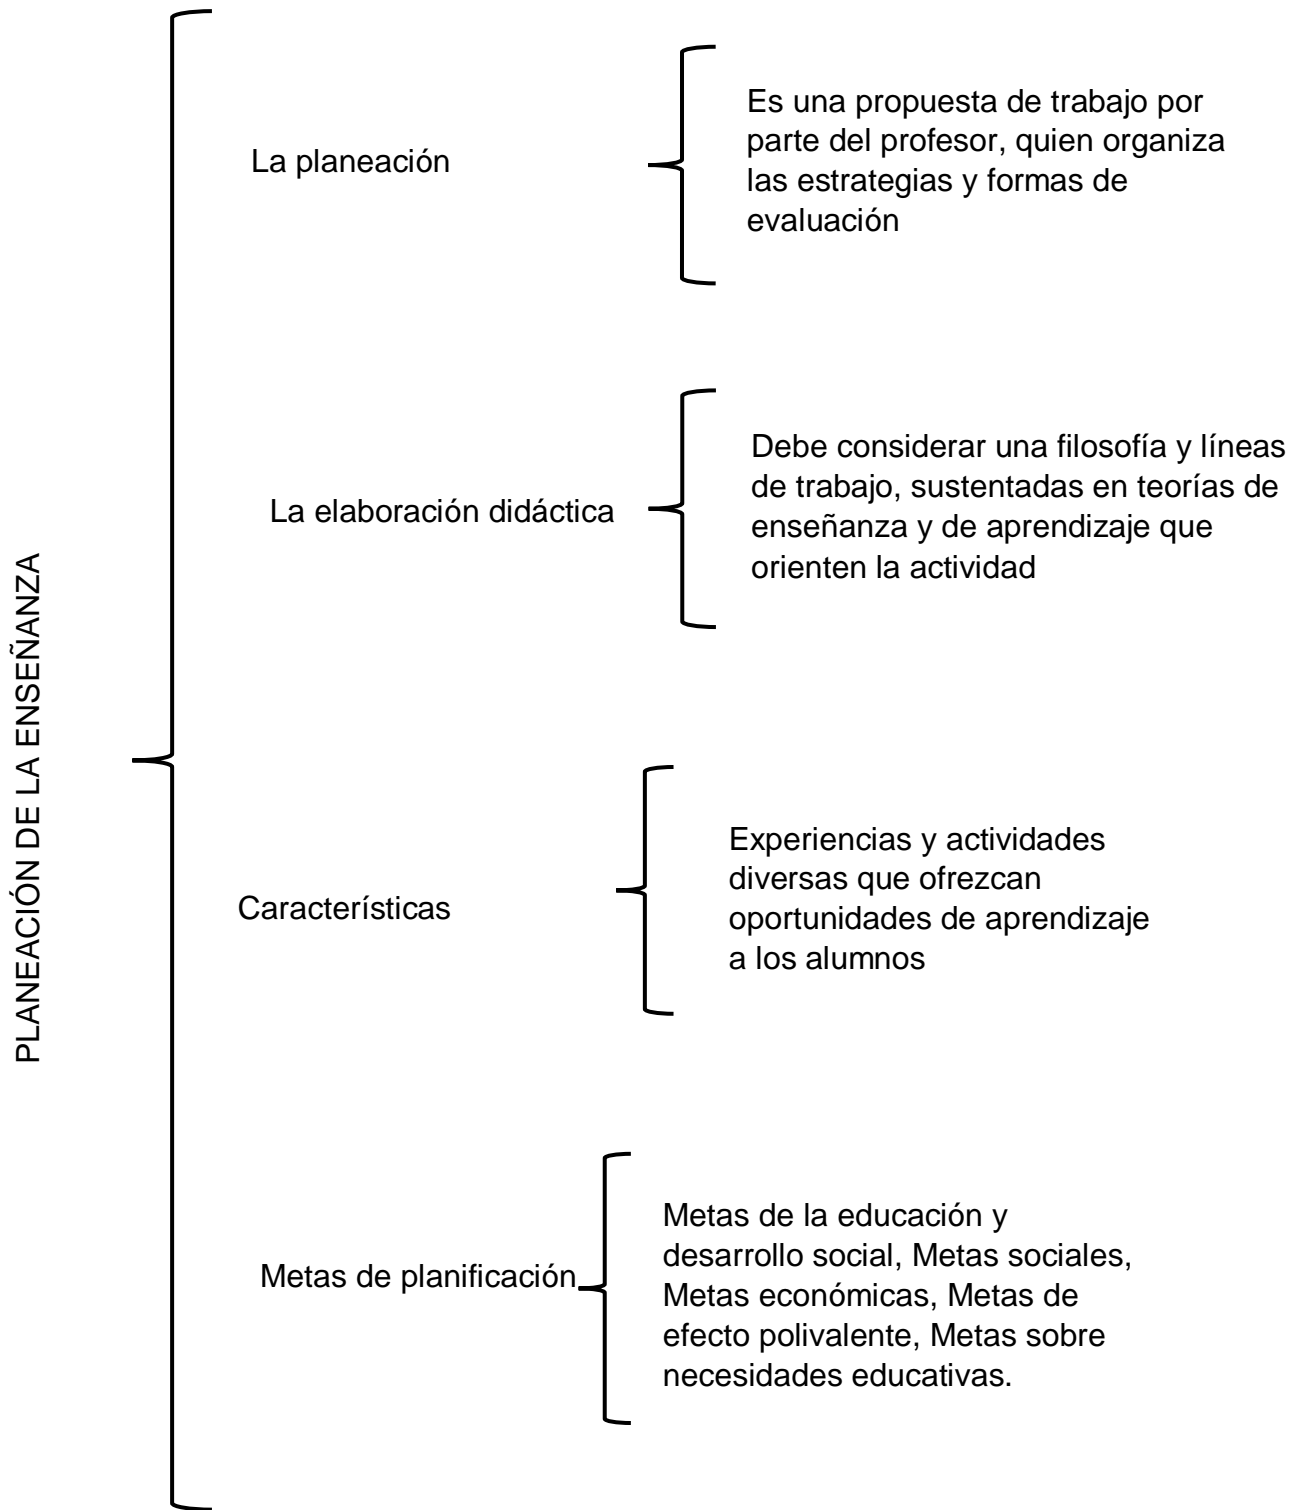 PLANEACIÓN DE LA ENSEÑANZA
La planeación
Es una propuesta de trabajo por
parte del profesor, quien organiza
las estrategias y formas de
evaluación
La elaboración didáctica
Debe considerar una filosofía y líneas
de trabajo, sustentadas en teorías de
enseñanza y de aprendizaje que
orienten la actividad
Características
Experiencias y actividades
diversas que ofrezcan
oportunidades de aprendizaje
a los alumnos
Metas de planificación
Metas de la educación y
desarrollo social, Metas sociales,
Metas económicas, Metas de
efecto polivalente, Metas sobre
necesidades educativas.